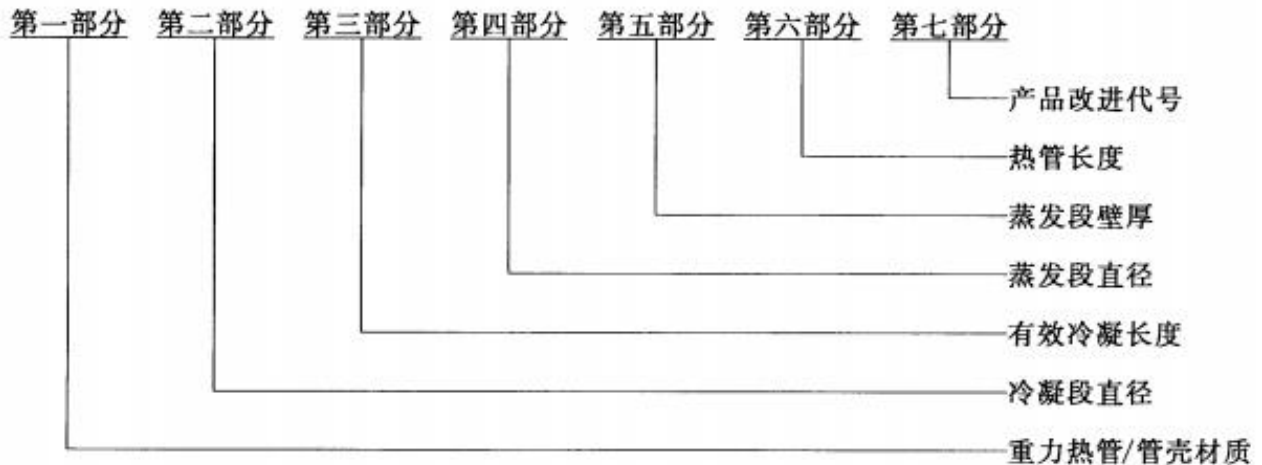 第一部分 第二部分 第三部分 第四部分 第五部分 第六部分 第七部分
产品改进代号
热管长度
蒸发段壁厚
蒸发段直径
有效冷凝长度
冷凝段直径
重力热管/管壳材质